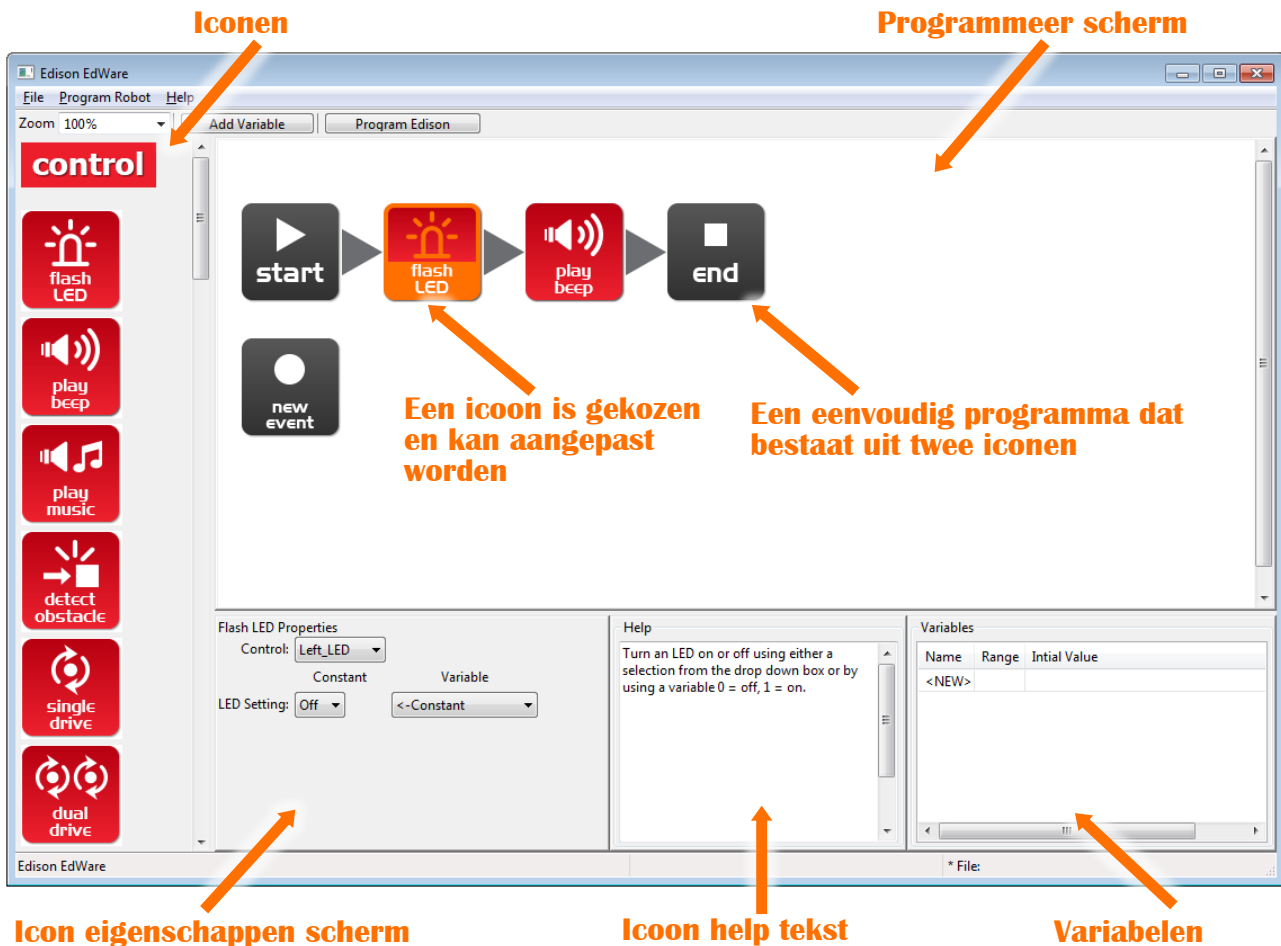 Iconen
Programmeer scherm
Edison EdWare
File Program Robot Help
Zoom 100% Add Variable Program Edison
control
flash
LED
play
beep
play
music
detect
obstacle
single
drive
dual
drive
start
flash
LED
play
beep
end
new
event
Een icoon is gekozen
en kan aangepast
worden
Een eenvoudig programma dat
bestaat uit twee iconen
Flash LED Properties
Control: Left_LED
Constant Variable
LED Setting: Off <-Constant
Help
Turn an LED on or off using either a
selection from the drop down box or by
using a variable 0 = off, 1 = on.
Variables
Name Range Intial Value
<NEW>
Edison EdWare
* File:
Icon eigenschappen scherm
Icoon help tekst
Variabelen